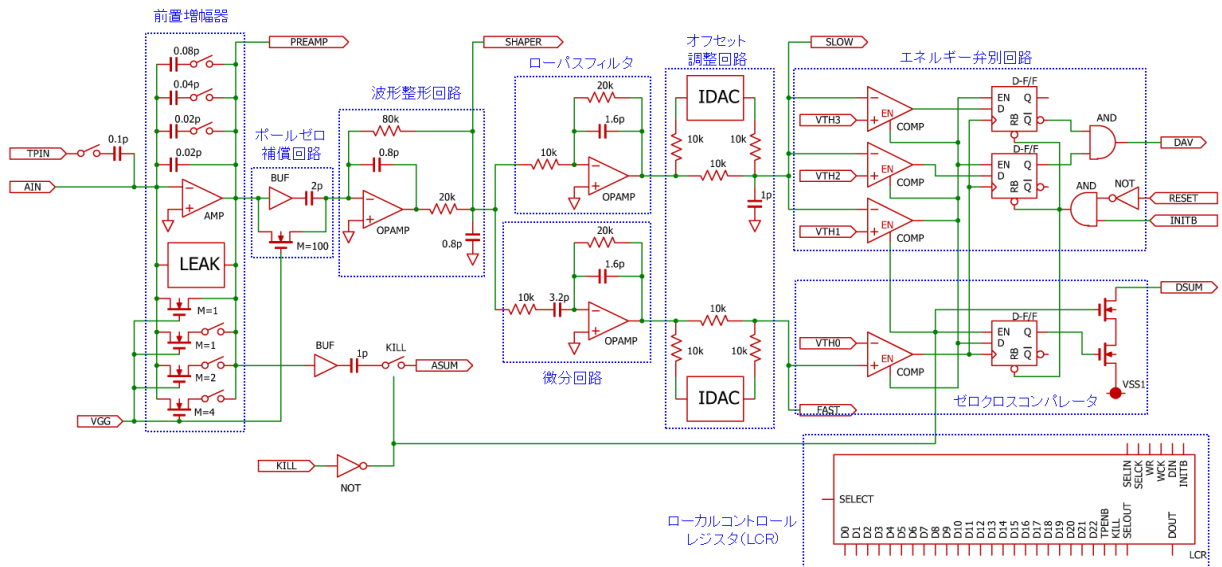 前置増幅器
0.08p
PREAMP
0.04p
0.02p
0.02p
TPIN
0.1p
AIN
AMP
LEAK
M=1
M=1
M=2
M=4
VGG
ポールゼロ
補償回路
BUF
2p
M=100
波形整形回路
80k
0.8p
OPAMP
20k
0.8p
SHAPER
ローパスフィルタ
20k
1.6p
10k
OPAMP
20k
1.6p
10k
3.2p
OPAMP
微分回路
BUF
1p
KILL
ASUM
KILL
NOT
オフセット
調整回路
IDAC
10k
10k
10k
1p
10k
10k
10k
IDAC
SLOW
FAST
エネルギー弁別回路
VTH3
EN
COMP
VTH2
EN
COMP
VTH1
EN
COMP
D-F/F
EN
D
RB
Q
Q
D-F/F
EN
D
RB
Q
Q
AND
DAV
AND
NOT
RESET
INITB
VTH0
EN
COMP
D-F/F
EN
D
RB
Q
Q
DSUM
VSS1
ゼロクロスコンパレータ
ローカルコントロール
レジスタ(LCR)
SELECT
SELIN
SELCK
WR
WCK
DIN
INITB
D0
D1
D2
D3
D4
D5
D6
D7
D8
D9
D10
D11
D12
D13
D14
D15
D16
D17
D18
D19
D20
D21
D22
TPENB
KILL
SELOUT
DOUT
LCR